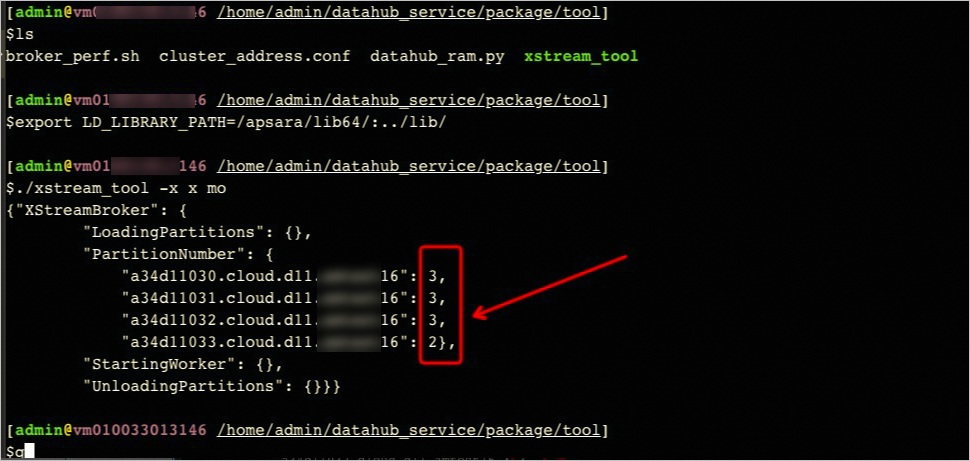 [admin@vm0 6 /home/admin/datahub_service/package/tool]
$ls
broker_perf.sh cluster_address.conf datahub_ram.py xstream_tool
[admin@vm01 6 /home/admin/datahub_service/package/tool]
$export LD_LIBRARY_PATH=/apsara/lib64/:../lib/
[admin@vm01 146 /home/admin/datahub_service/package/tool]
$./xstream_tool -x x mo
{"XStreamBroker": {
"LoadingPartitions": {},
"PartitionNumber": {
"a34d11030.cloud.d11. 16": 3,
"a34d11031.cloud.d11. 16": 3,
"a34d11032.cloud.d11. 16": 3,
"a34d11033.cloud.d11. 16": 2},
"StartingWorker": {},
"UnloadingPartitions": {}}}
[admin@vm010033013146 /home/admin/datahub_service/package/tool]
$q